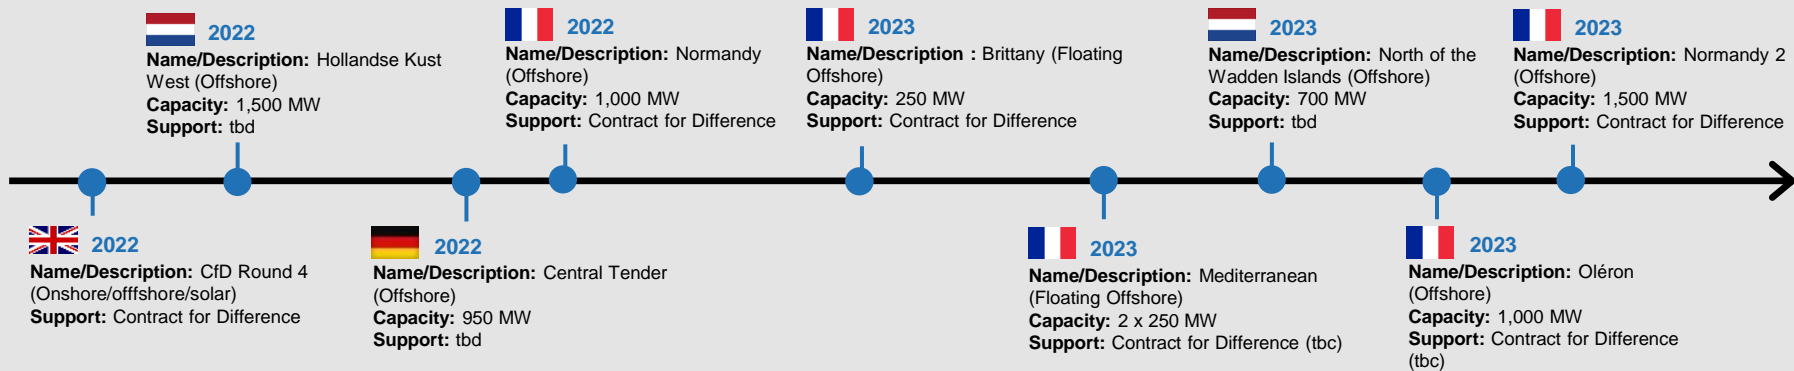 2022
Name/Description: Hollandse Kust
West (Offshore)
Capacity: 1,500 MW
Support: tbd
2022
Name/Description: Normandy
(Offshore)
Capacity: 1,000 MW
Support: Contract for Difference
2023
Name/Description : Brittany (Floating
Offshore)
Capacity: 250 MW
Support: Contract for Difference
2023
Name/Description: North of the
Wadden Islands (Offshore)
Capacity: 700 MW
Support: tbd
2023
Name/Description: Normandy 2
(Offshore)
Capacity: 1,500 MW
Support: Contract for Difference
2022
Name/Description: CfD Round 4
(Onshore/offfshore/solar)
Support: Contract for Difference
2022
Name/Description: Central Tender
(Offshore)
Capacity: 950 MW
Support: tbd
2023
Name/Description: Mediterranean
(Floating Offshore)
Capacity: 2 x 250 MW
Support: Contract for Difference (tbc)
2023
Name/Description: Oléron
(Offshore)
Capacity: 1,000 MW
Support: Contract for Difference
(tbc)